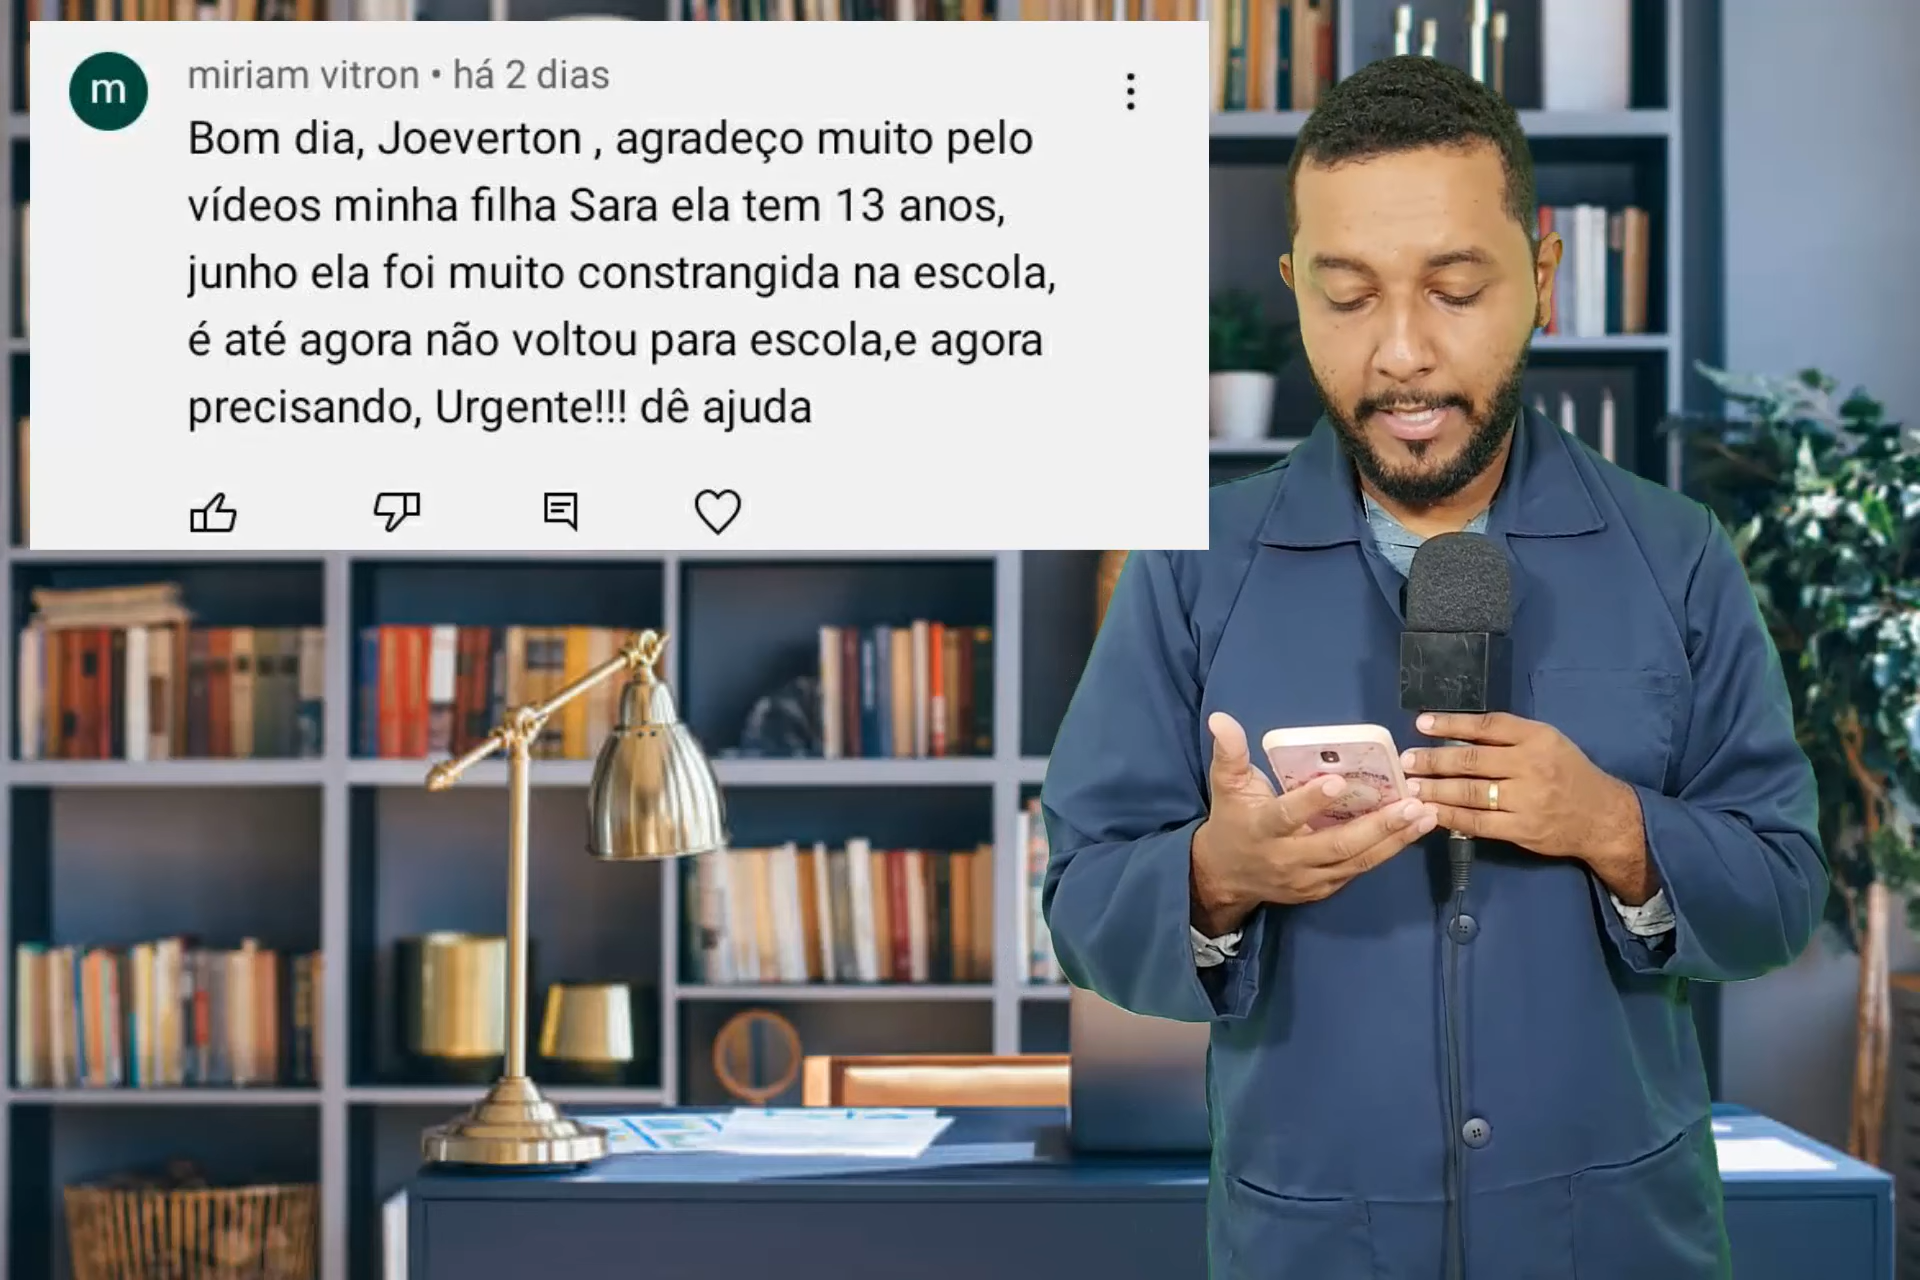 m
miriam vitron • há 2 dias
Bom dia, Joeverton , agradeço muito pelo
vídeos minha filha Sara ela tem 13 anos,
junho ela foi muito constrangida na escola,
é até agora não voltou para escola,e agora
precisando, Urgente!!! dê ajuda